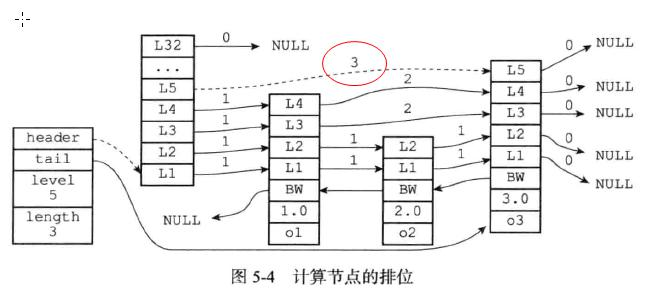 L32
0
NULL
...
L5
3
L5
0
NULL
L4
1
L4
2
L4
0
NULL
L3
1
L3
2
L3
0
NULL
L2
1
L2
1
L2
1
L2
0
NULL
L1
1
L1
1
L1
1
L1
0
NULL
header
tail
level
5
length
3
NULL
BW
1.0
o1
BW
2.0
o2
BW
3.0
o3
图 5-4 计算节点的排位